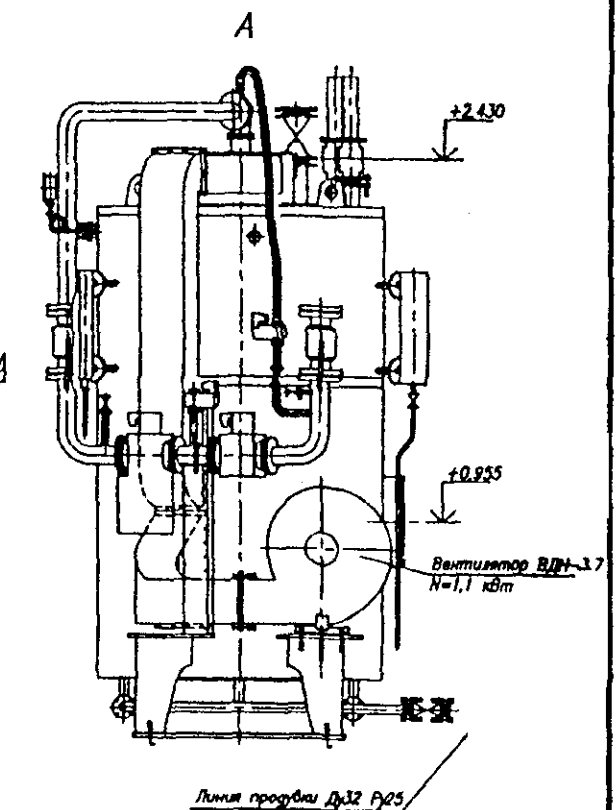 А
+2.430
+0.955
Вентилятор ВДН-3.7
N=1,1 кВт
Линия продувки Ду32 Ру25